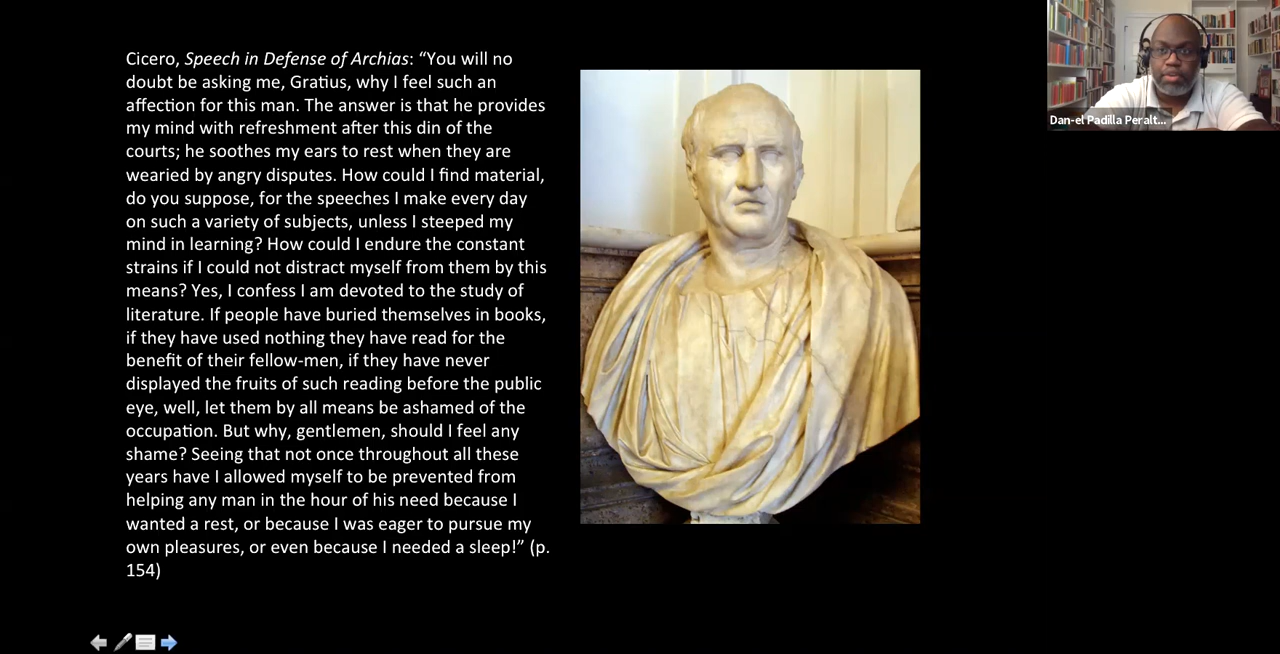 Cicero, Speech in Defense of Archias: “You will no
doubt be asking me, Gratius, why I feel such an
affection for this man. The answer is that he provides
my mind with refreshment after this din of the
courts; he soothes my ears to rest when they are
wearied by angry disputes. How could I find material,
do you suppose, for the speeches I make every day
on such a variety of subjects, unless I steeped my
mind in learning? How could I endure the constant
strains if I could not distract myself from them by this
means? Yes, I confess I am devoted to the study of
literature. If people have buried themselves in books,
if they have used nothing they have read for the
benefit of their fellow-men, if they have never
displayed the fruits of such reading before the public
eye, well, let them by all means be ashamed of the
occupation. But why, gentlemen, should I feel any
shame? Seeing that not once throughout all these
years have I allowed myself to be prevented from
helping any man in the hour of his need because I
wanted a rest, or because I was eager to pursue my
own pleasures, or even because I needed a sleep!” (p.
154)
Dan-el Padilla Peralt...